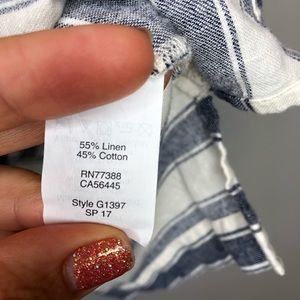 55% Linen
45% Cotton
RN77388
CA56445
Style G1397
SP 17